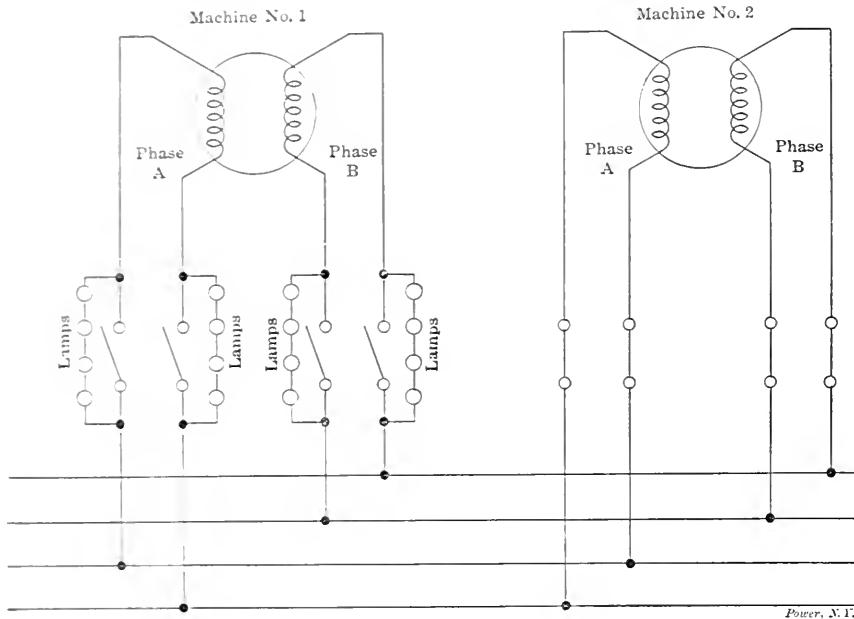 Machine No. 1
Machine No. 2
Phase
A
Phase
B
Phase
A
Phase
B
Lamps
Lamps
Lamps
Lamps
Power, N.Y.